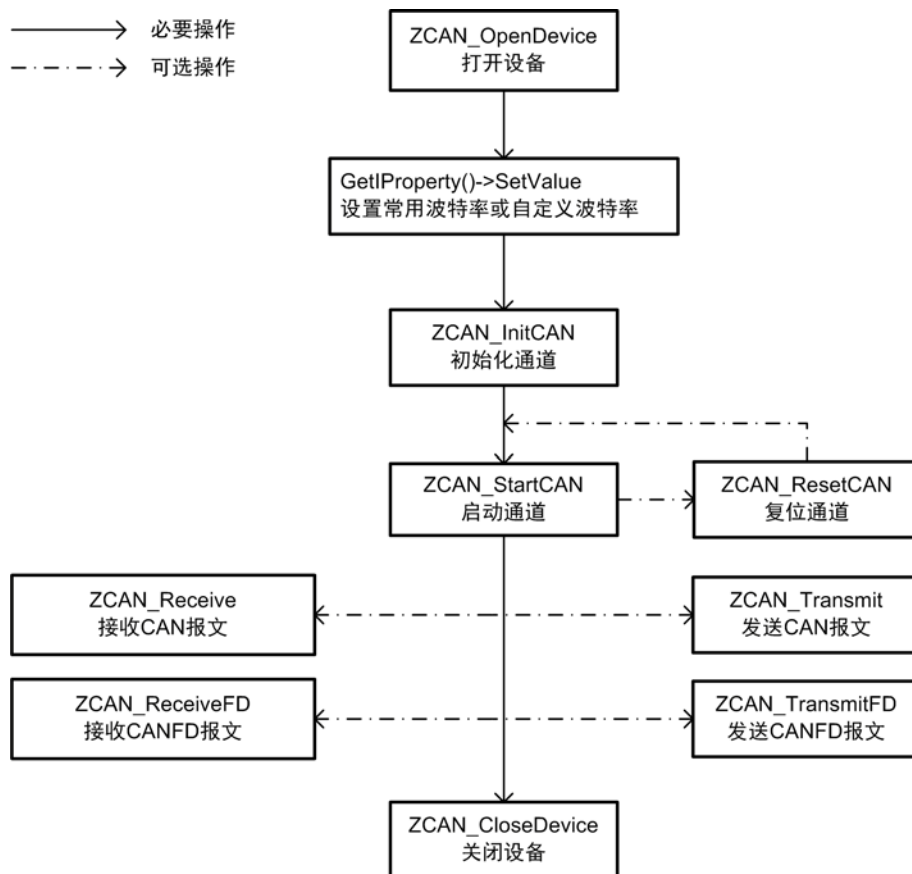 必要操作
可选操作
ZCAN_OpenDevice
打开设备
GetIProperty()->SetValue
设置常用波特率或自定义波特率
ZCAN_InitCAN
初始化通道
ZCAN_StartCAN
启动通道
ZCAN_ResetCAN
复位通道
ZCAN_Receive
接收CAN报文
ZCAN_Transmit
发送CAN报文
ZCAN_ReceiveFD
接收CANFD报文
ZCAN_TransmitFD
发送CANFD报文
ZCAN_CloseDevice
关闭设备